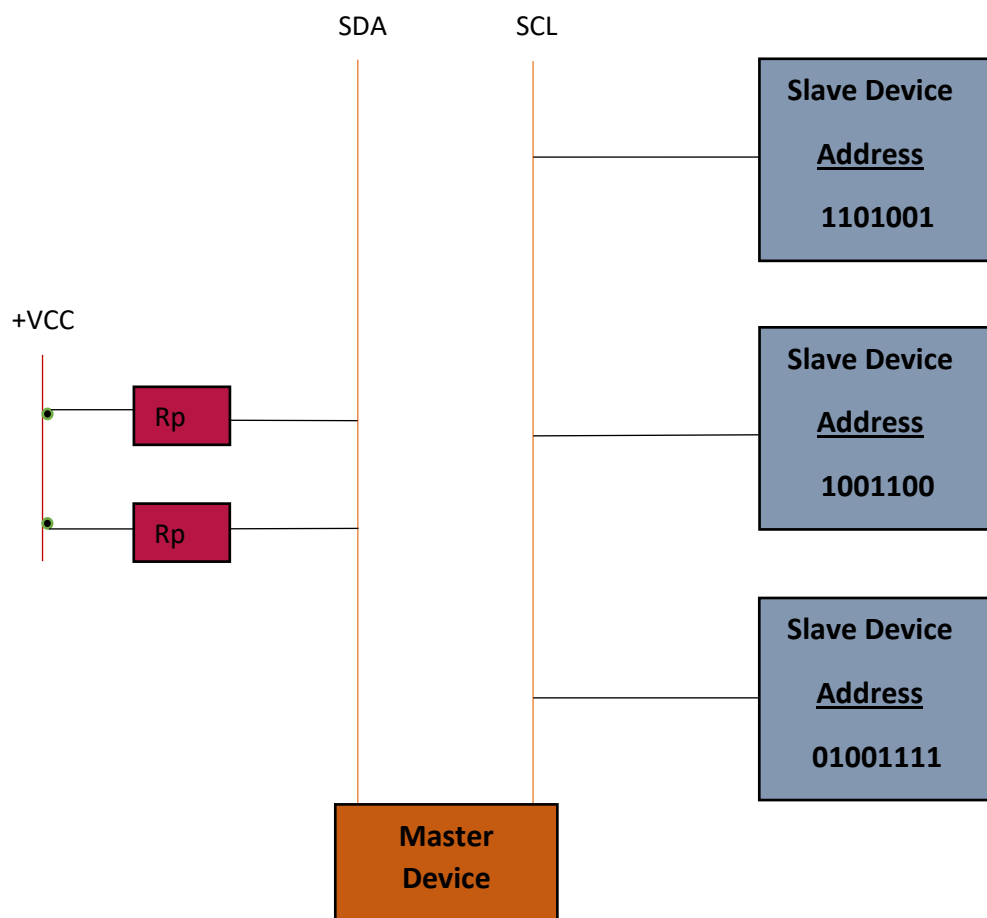 SDA
SCL
Slave Device
Address
1101001
+VCC
Slave Device
Address
1001100
Rp
Rp
Slave Device
Address
01001111
Master
Device